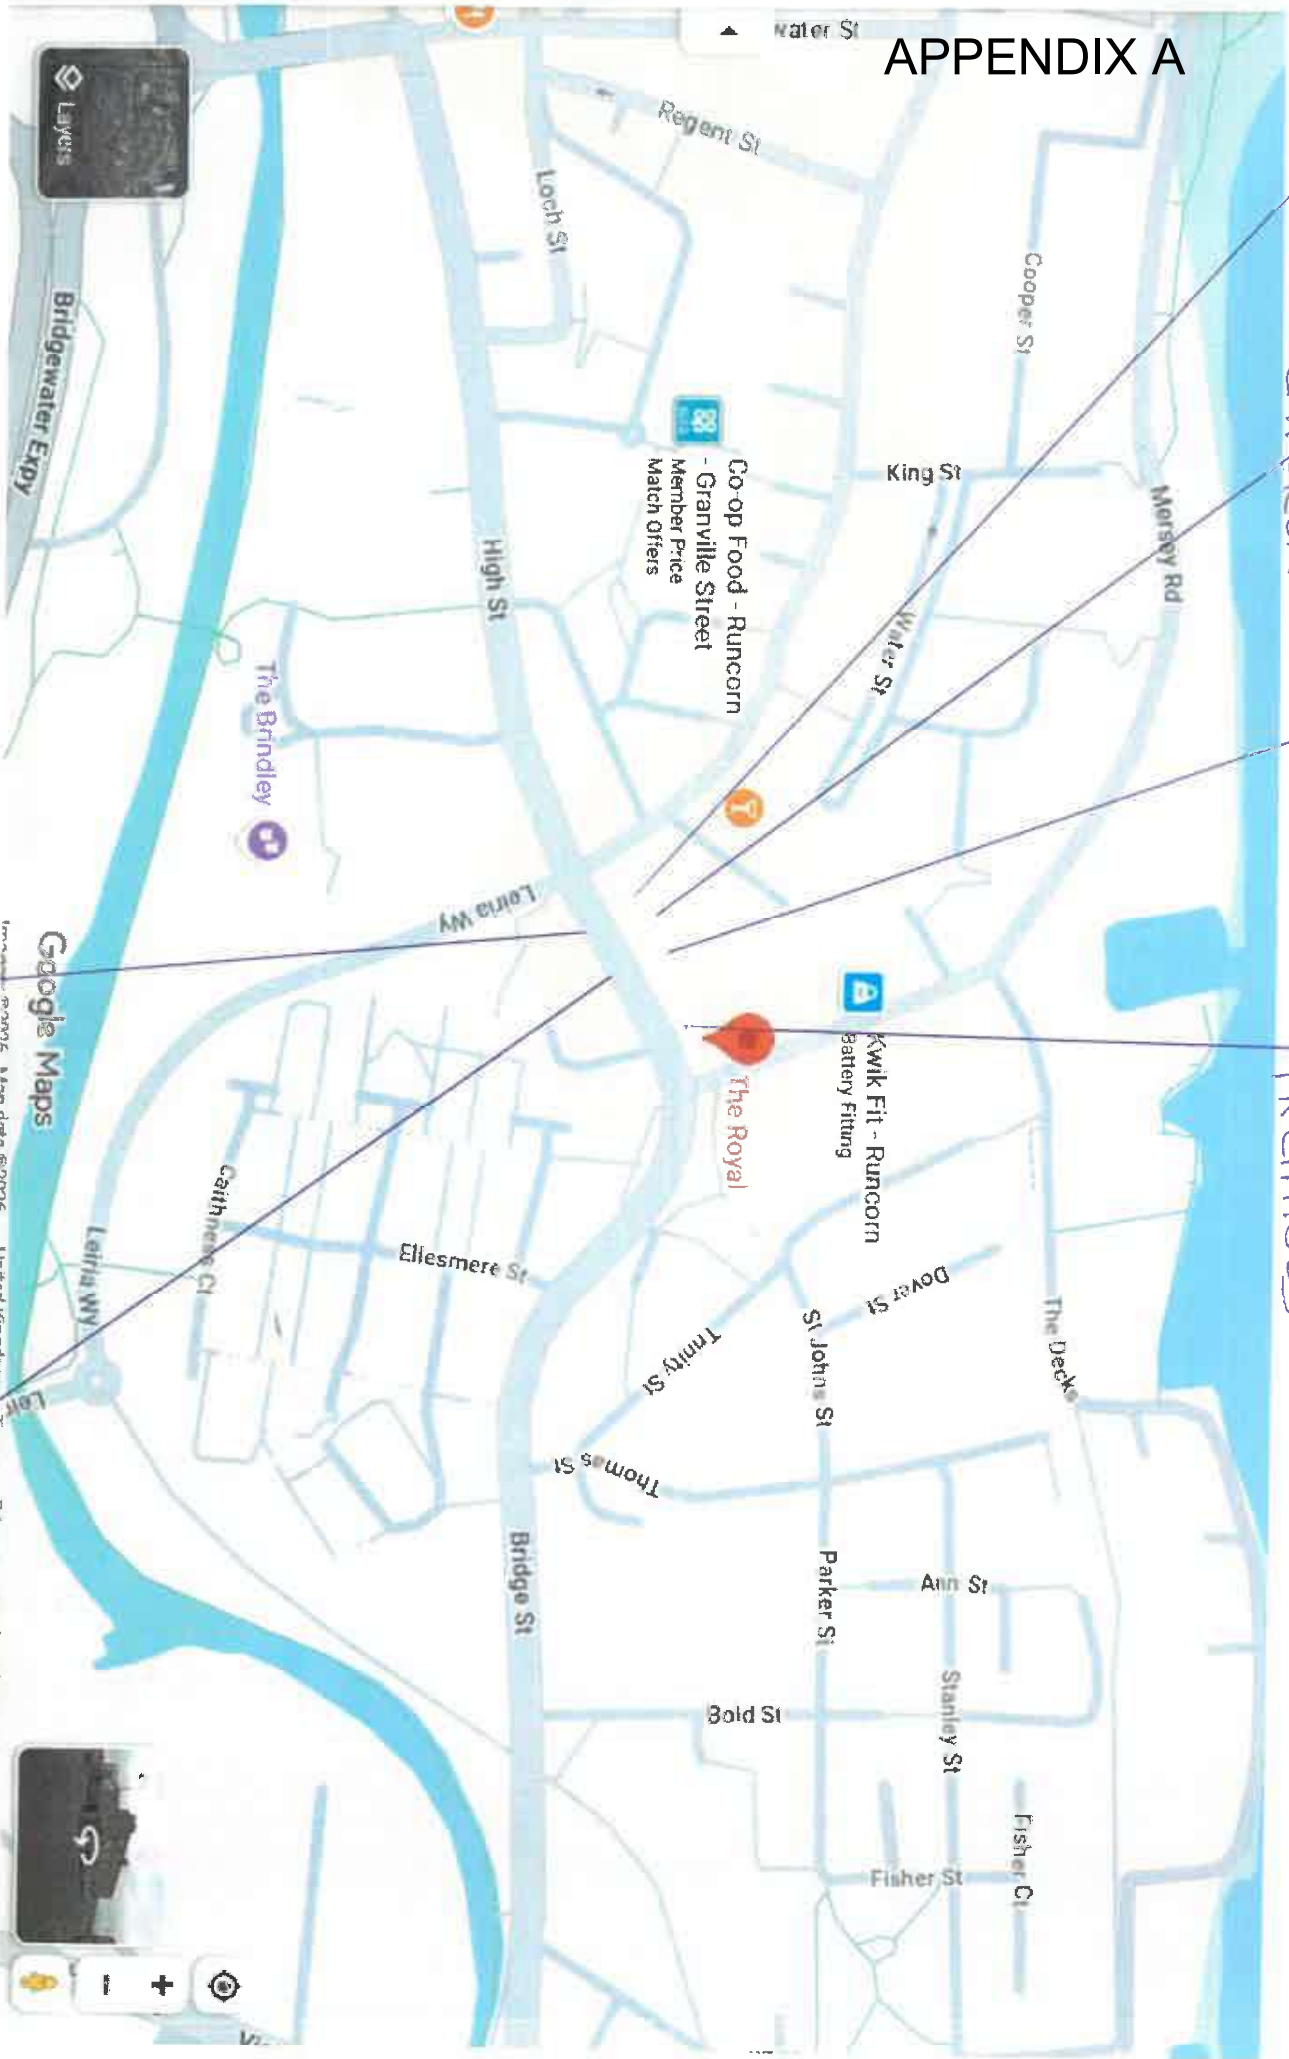 APPENDIX A
water St
Layers
Regent St
Loch St
Cooper St
Bridgewater Expy
Co-op Food - Runcorn
- Granville Street
Member Price
Match Offers
King St
Mersey Rd
High St
Water St
The Brindley
Leiria Wy
Google Maps
Kwik Fit - Runcorn
Battery Fitting
The Royal
Caithness Ct
Leiria Wy
Ellesmere St
Dover St
The Decks
Trinity St
St Johns St
Thomas St
Bridge St
Parker St
Ann St
Bold St
Stanley St
Fisher Ct
Fisher St